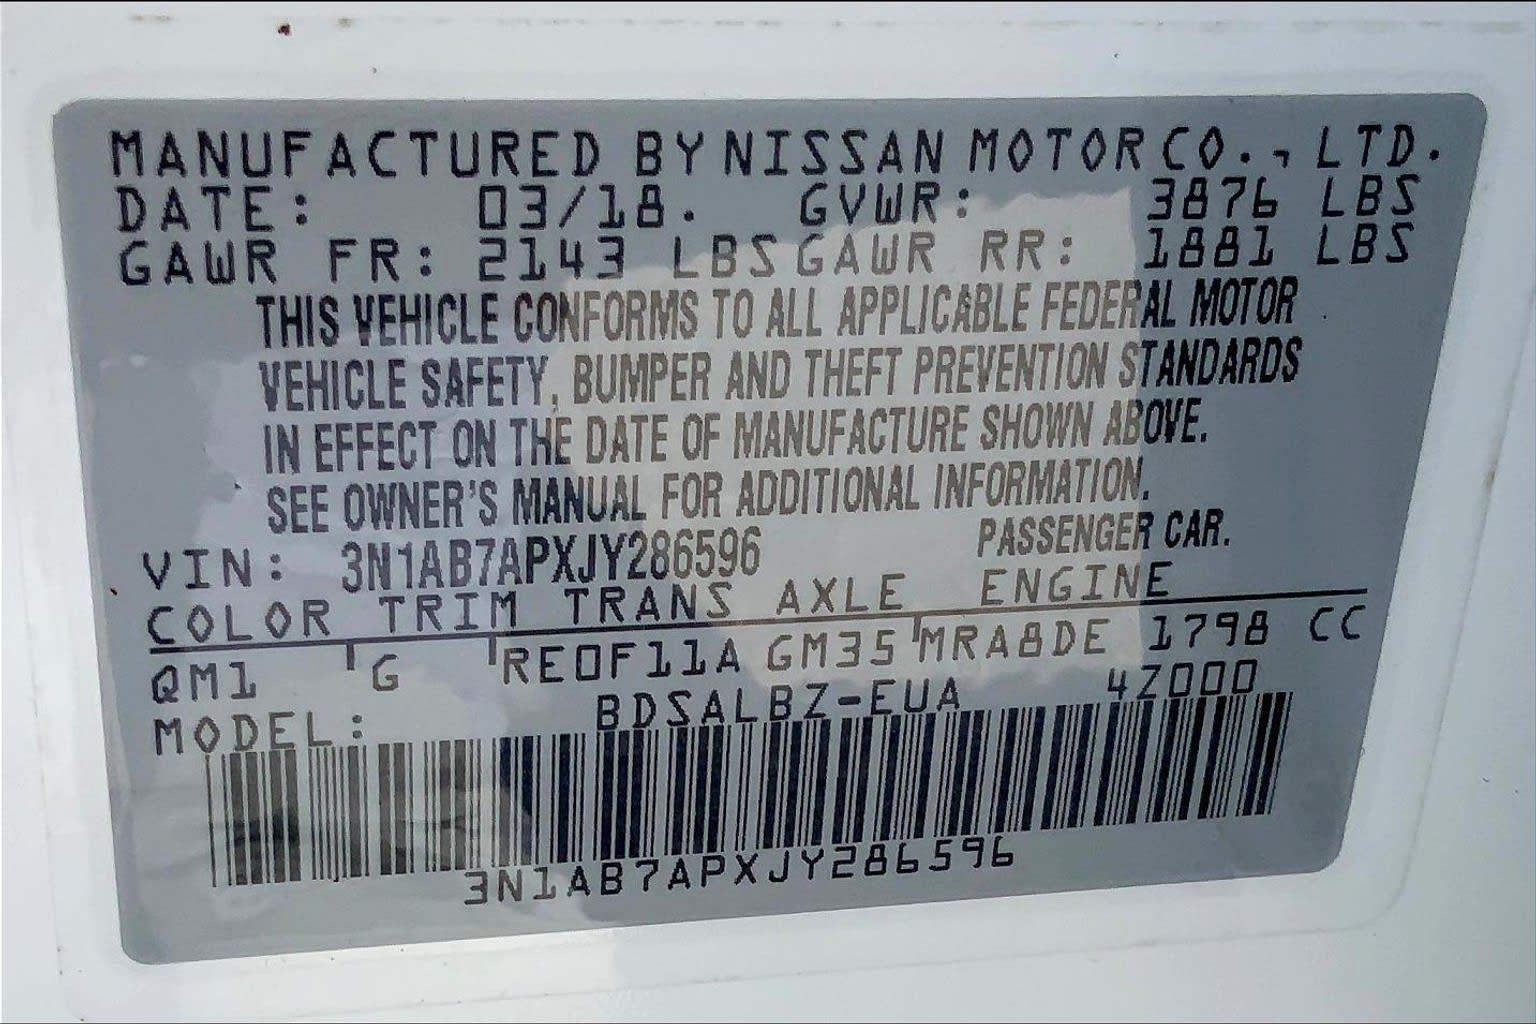 MANUFACTURED BY NISSAN MOTOR CO., LTD.
DATE: 03/18. GVWR: 3876 LBS
GAWR FR: 2143 LBS GAWR RR: 1881 LBS
THIS VEHICLE CONFORMS TO ALL APPLICABLE FEDERAL MOTOR
VEHICLE SAFETY, BUMPER AND THEFT PREVENTION STANDARDS
IN EFFECT ON THE DATE OF MANUFACTURE SHOWN ABOVE.
SEE OWNER'S MANUAL FOR ADDITIONAL INFORMATION.
VIN: 3N1AB7APXJY286596 PASSENGER CAR.
COLOR TRIM TRANS AXLE ENGINE
QM1 G RE0F11A GM35 MRA8DE 1798 CC
MODEL: BDSALBZ-EUA 4Z000
3N1AB7APXJY286596